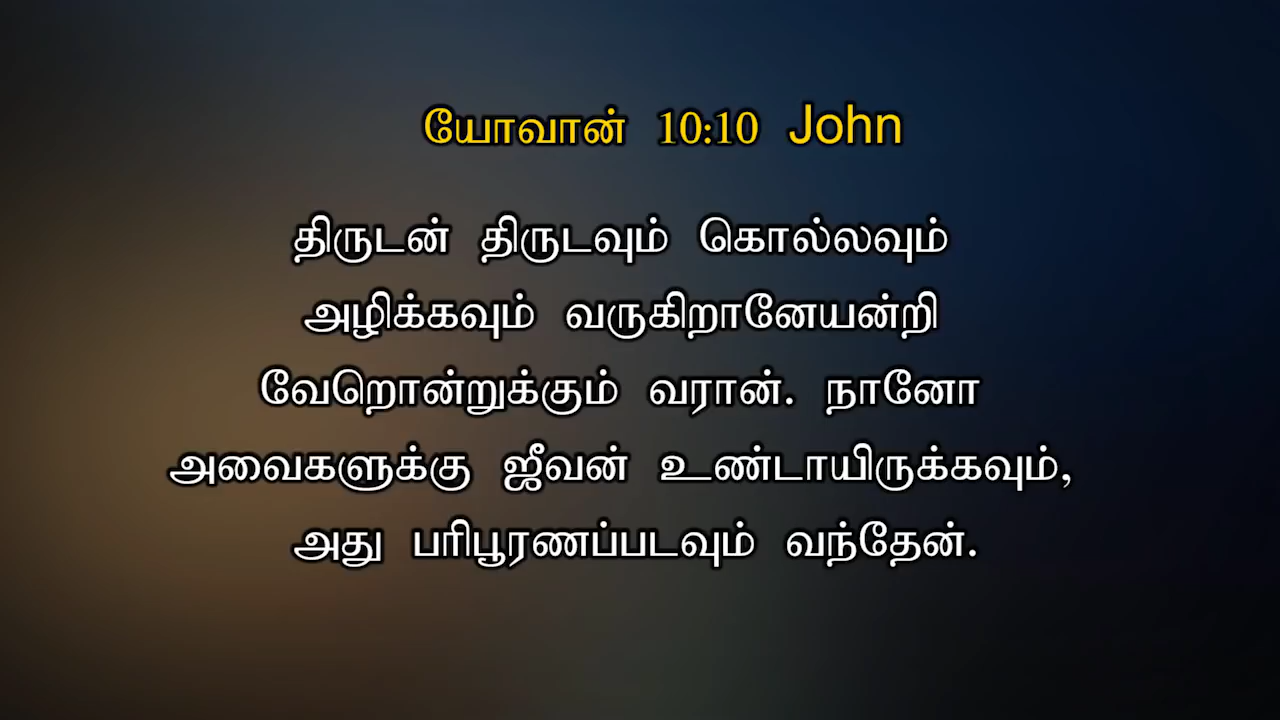 யோவான் 10:10 John
திருடன் திருடவும் கொல்லவும்
அழிக்கவும் வருகிறானேயன்றி
வேறொன்றுக்கும் வரான். நானோ
அவைகளுக்கு ஜீவன் உண்டாயிருக்கவும்,
அது பரிபூரணப்படவும் வந்தேன்.